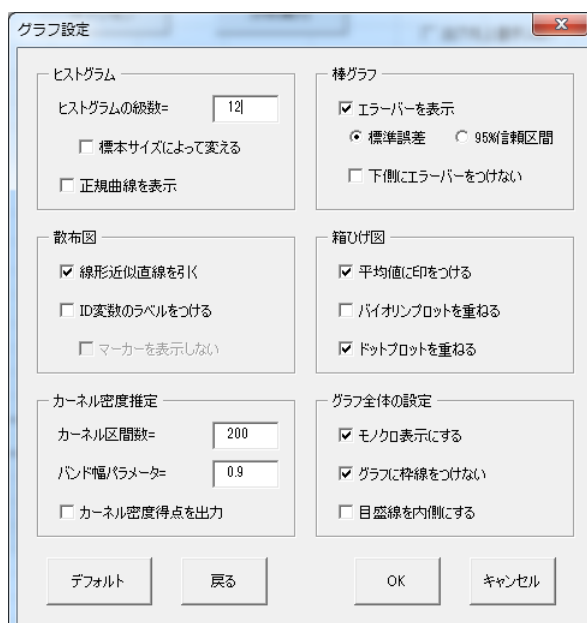 グラフ設定
ヒストグラム
ヒストグラムの級数= 12
標本サイズによって変える
正規曲線を表示
棒グラフ
エラーバーを表示
標準誤差 95%信頼区間
下側にエラーバーをつけない
散布図
線形近似直線を引く
ID変数のラベルをつける
マーカーを表示しない
箱ひげ図
平均値に印をつける
バイオリンプロットを重ねる
ドットプロットを重ねる
カーネル密度推定
カーネル区間数= 200
バンド幅パラメータ= 0.9
カーネル密度得点を出力
グラフ全体の設定
モノクロ表示にする
グラフに枠線をつけない
目盛線を内側にする
デフォルト 戻る OK キャンセル